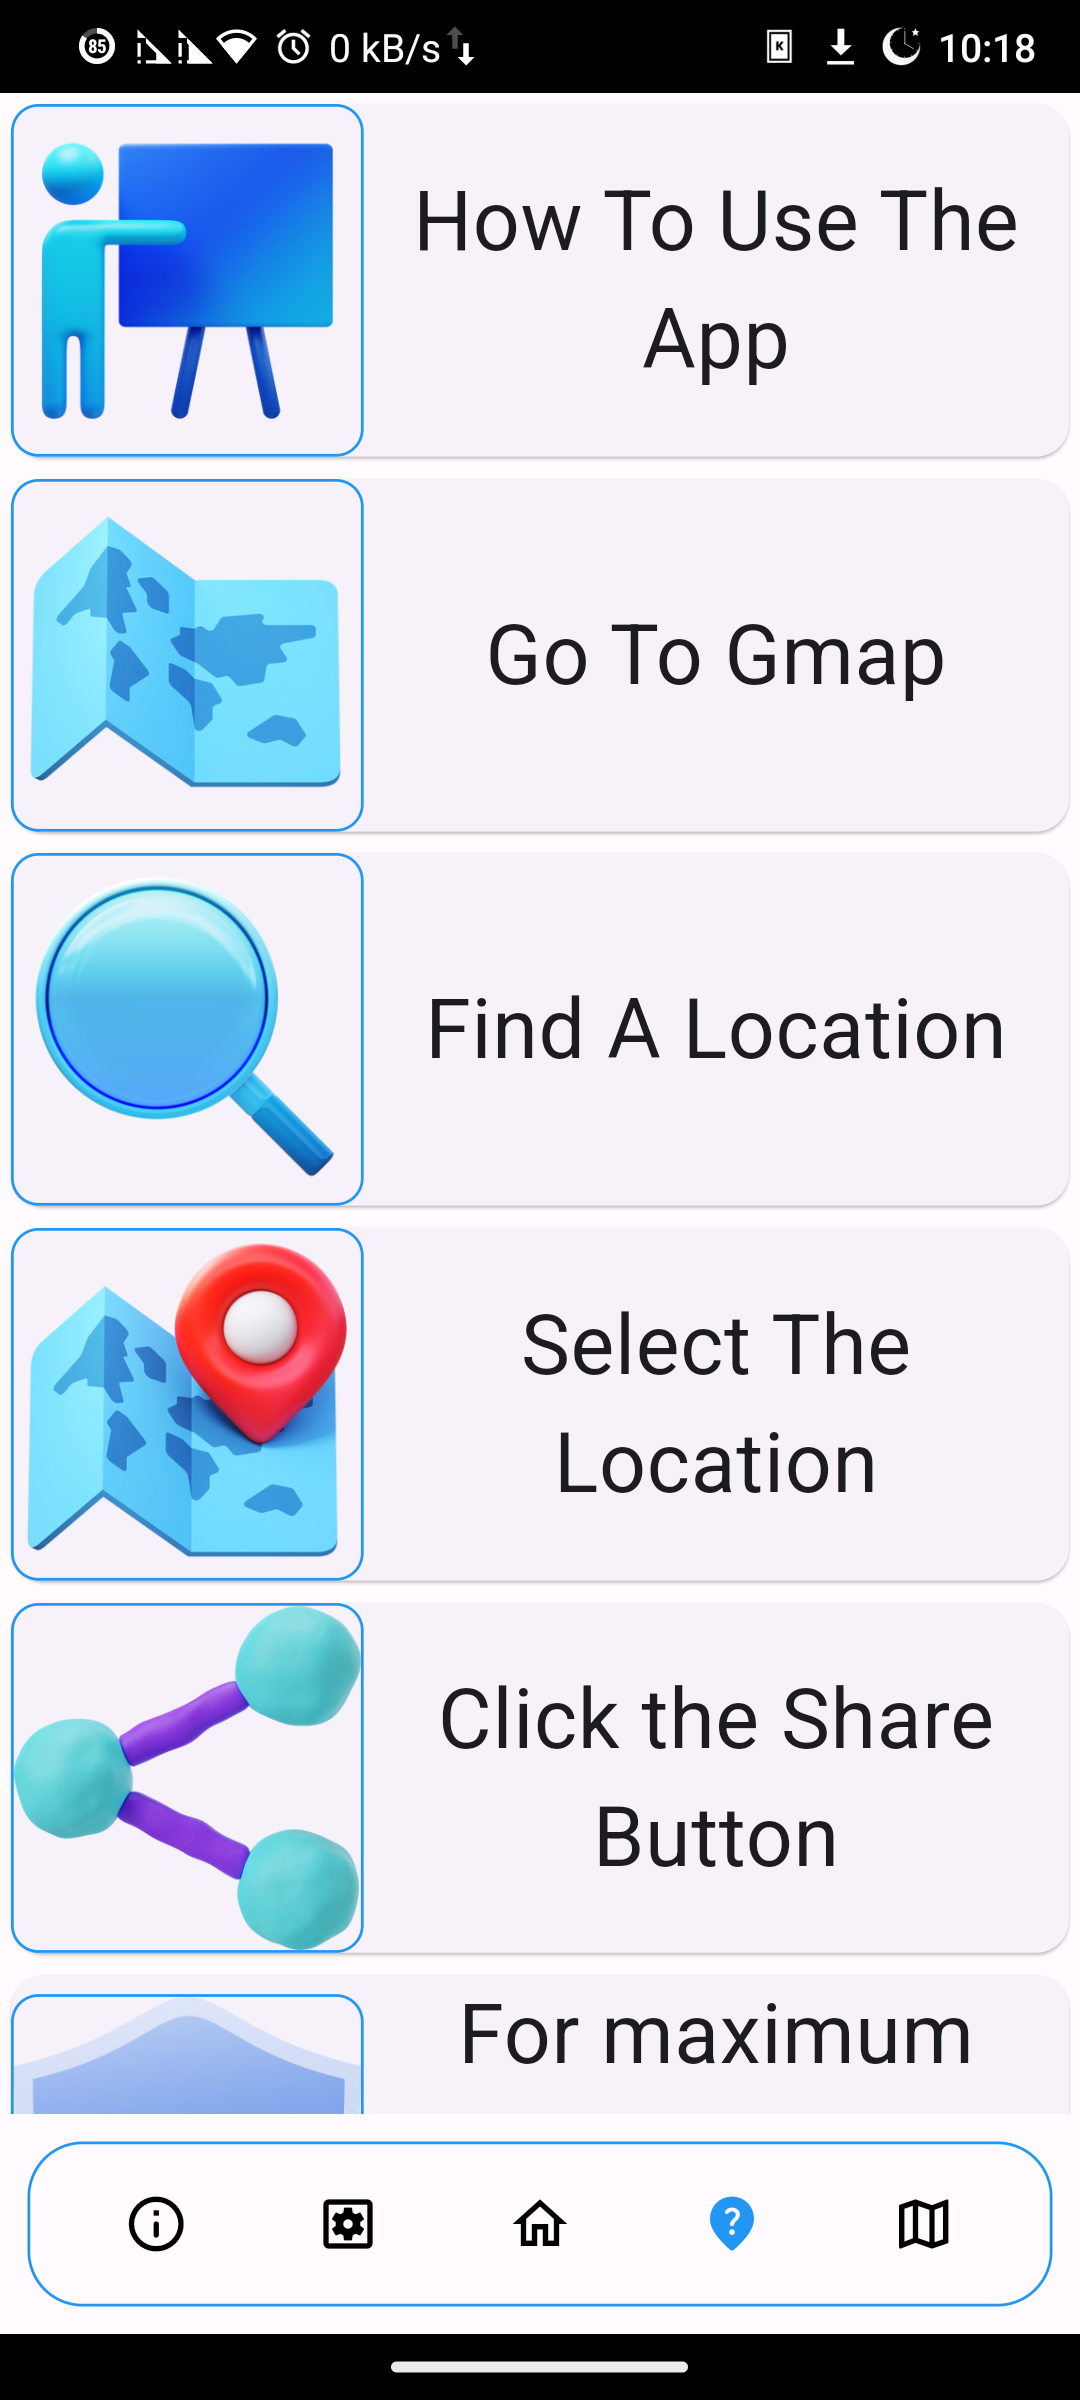 85 0 kB/s K 10:18
How To Use The
App
Go To Gmap
Find A Location
Select The
Location
Click the Share
Button
For maximum